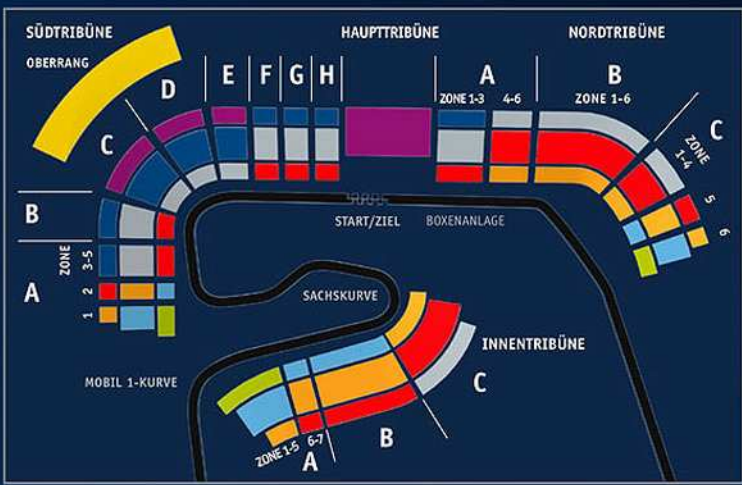 SÜDTRIBÜNE
OBERRANG
HAUPTTRIBÜNE
NORDTRIBÜNE
D
E
F
G
H
A
ZONE 1-3
4-6
B
ZONE 1-6
C
ZONE
1-4
5
6
C
B
A
ZONE
3-5
2
1
START/ZIEL
BOXENANLAGE
SACHSKURVE
MOBIL 1-KURVE
INNENTRIBÜNE
C
B
A
ZONE 1-5
6-7